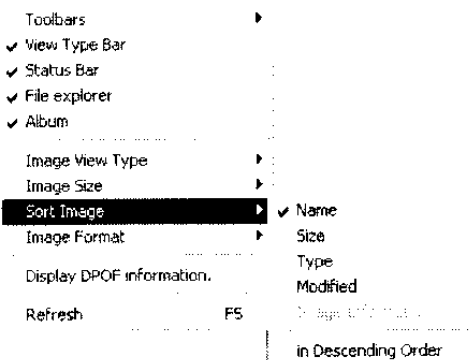 Toolbars
View Type Bar
Status Bar
File explorer
Album
Image View Type
Image Size
Sort Image
Image Format
Display DPOF information.
Refresh F5
Name
Size
Type
Modified
in Descending Order